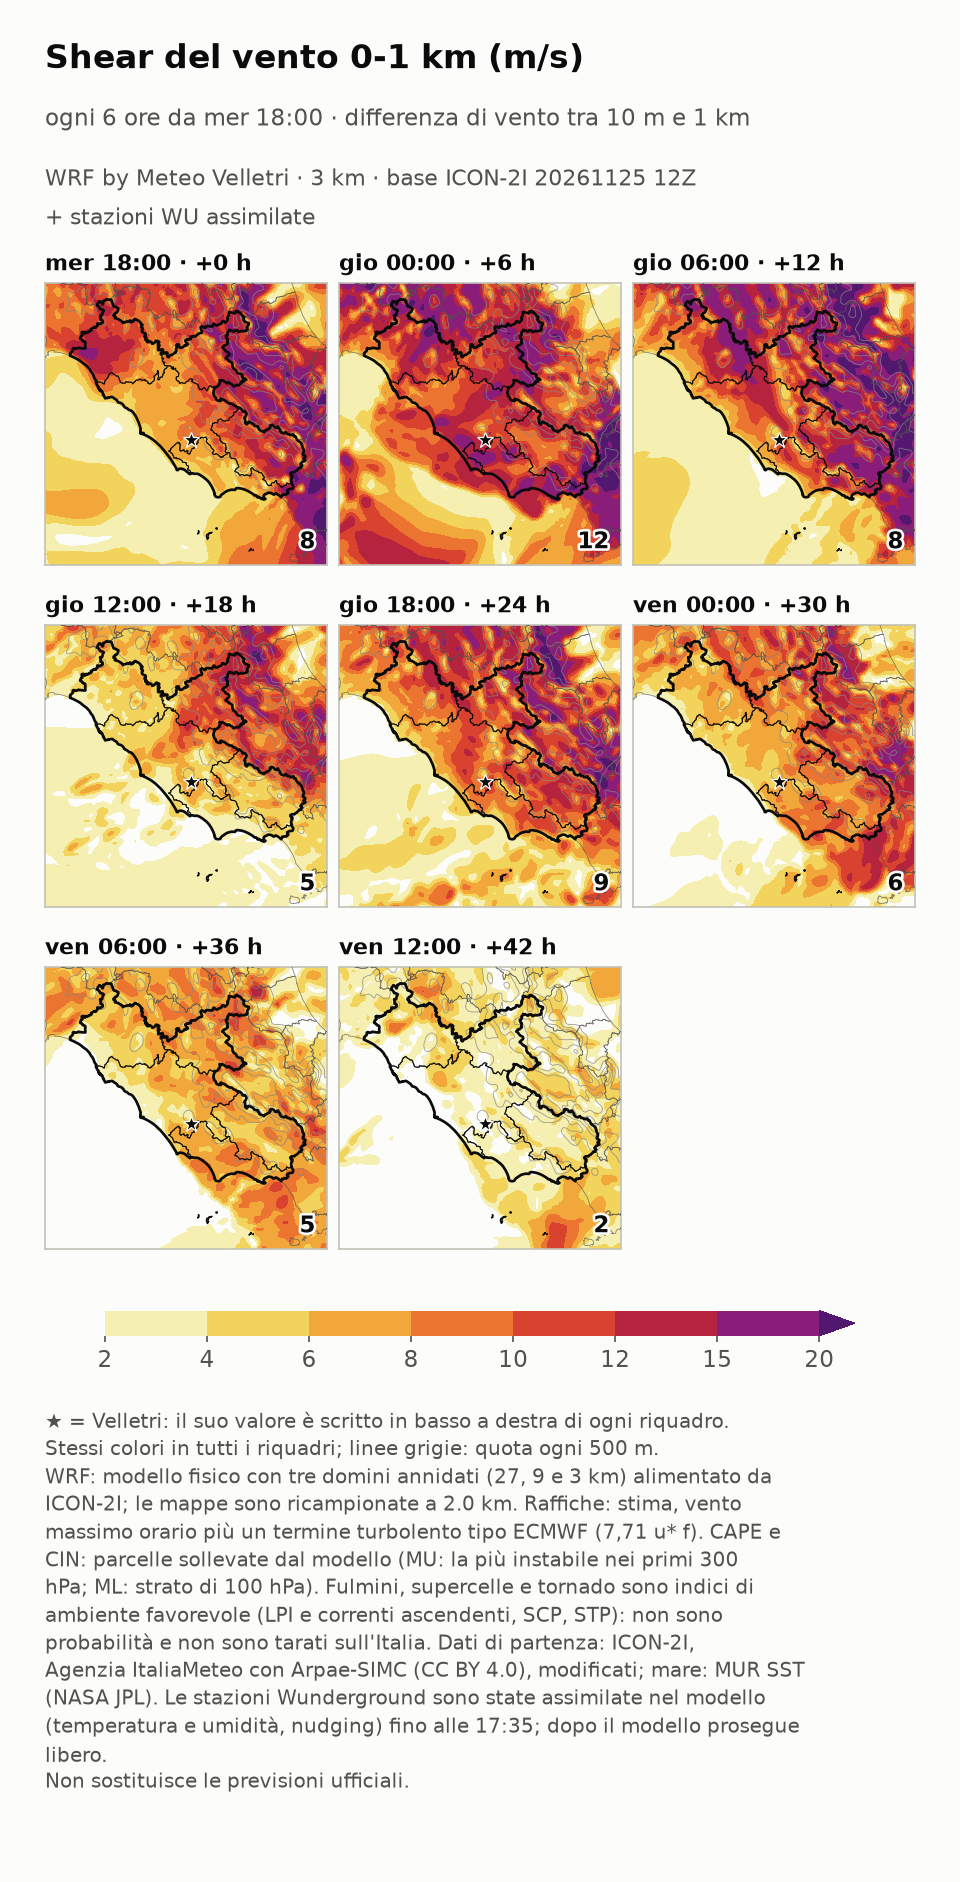 Shear del vento 0-1 km (m/s)
ogni 6 ore da mer 18:00 · differenza di vento tra 10 m e 1 km
WRF by Meteo Velletri · 3 km · base ICON-2I 20261125 12Z
+ stazioni WU assimilate
mer 18:00 · +0 h
gio 00:00 · +6 h
gio 06:00 · +12 h
8
12
8
gio 12:00 · +18 h
gio 18:00 · +24 h
ven 00:00 · +30 h
5
9
6
ven 06:00 · +36 h
ven 12:00 · +42 h
5
2
2 4 6 8 10 12 15 20
★ = Velletri: il suo valore è scritto in basso a destra di ogni riquadro.
Stessi colori in tutti i riquadri; linee grigie: quota ogni 500 m.
WRF: modello fisico con tre domini annidati (27, 9 e 3 km) alimentato da
ICON-2I; le mappe sono ricampionate a 2.0 km. Raffiche: stima, vento
massimo orario più un termine turbolento tipo ECMWF (7,71 u* f). CAPE e
CIN: parcelle sollevate dal modello (MU: la più instabile nei primi 300
hPa; ML: strato di 100 hPa). Fulmini, supercelle e tornado sono indici di
ambiente favorevole (LPI e correnti ascendenti, SCP, STP): non sono
probabilità e non sono tarati sull'Italia. Dati di partenza: ICON-2I,
Agenzia ItaliaMeteo con Arpae-SIMC (CC BY 4.0), modificati; mare: MUR SST
(NASA JPL). Le stazioni Wunderground sono state assimilate nel modello
(temperatura e umidità, nudging) fino alle 17:35; dopo il modello prosegue
libero.
Non sostituisce le previsioni ufficiali.